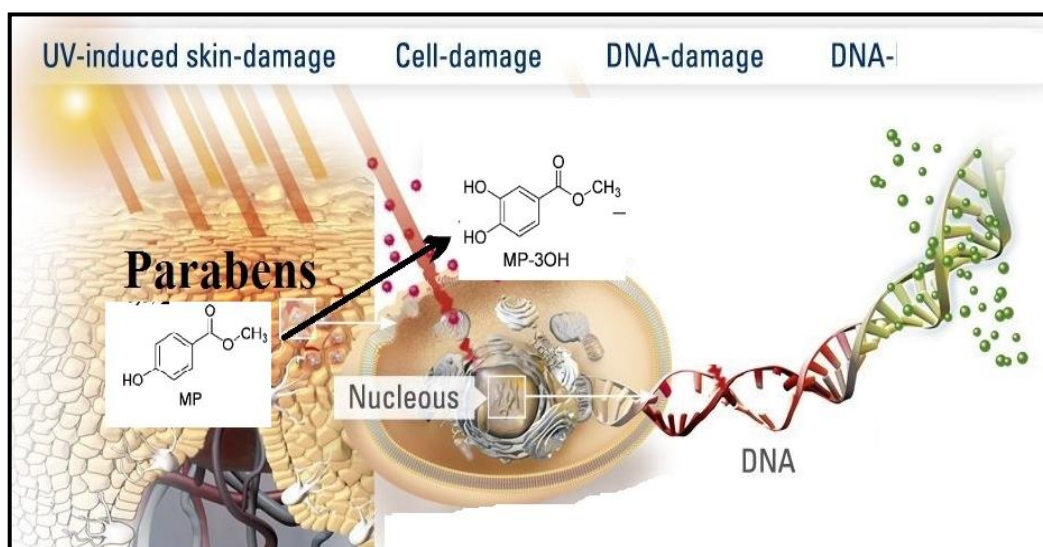 UV-induced skin-damage Cell-damage DNA-damage DNA-
Parabens
O
O
CH₃
HO
MP
HO
HO
O
O
CH₃
MP-3OH
Nucleous
DNA